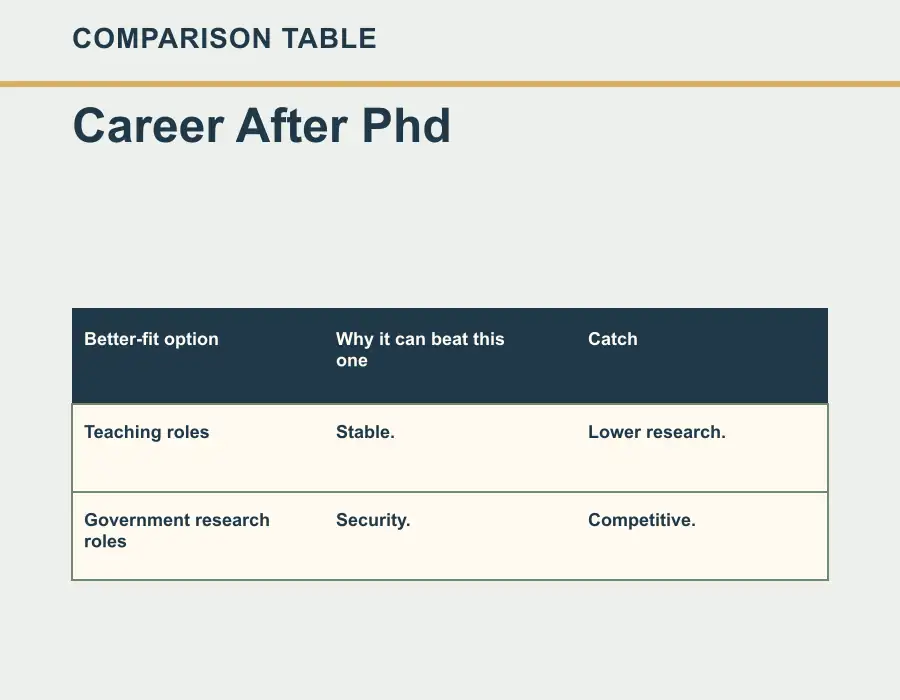 COMPARISON TABLE
Career After Phd
Better-fit option
Why it can beat this
one
Catch
Teaching roles
Stable.
Lower research.
Government research
roles
Security.
Competitive.